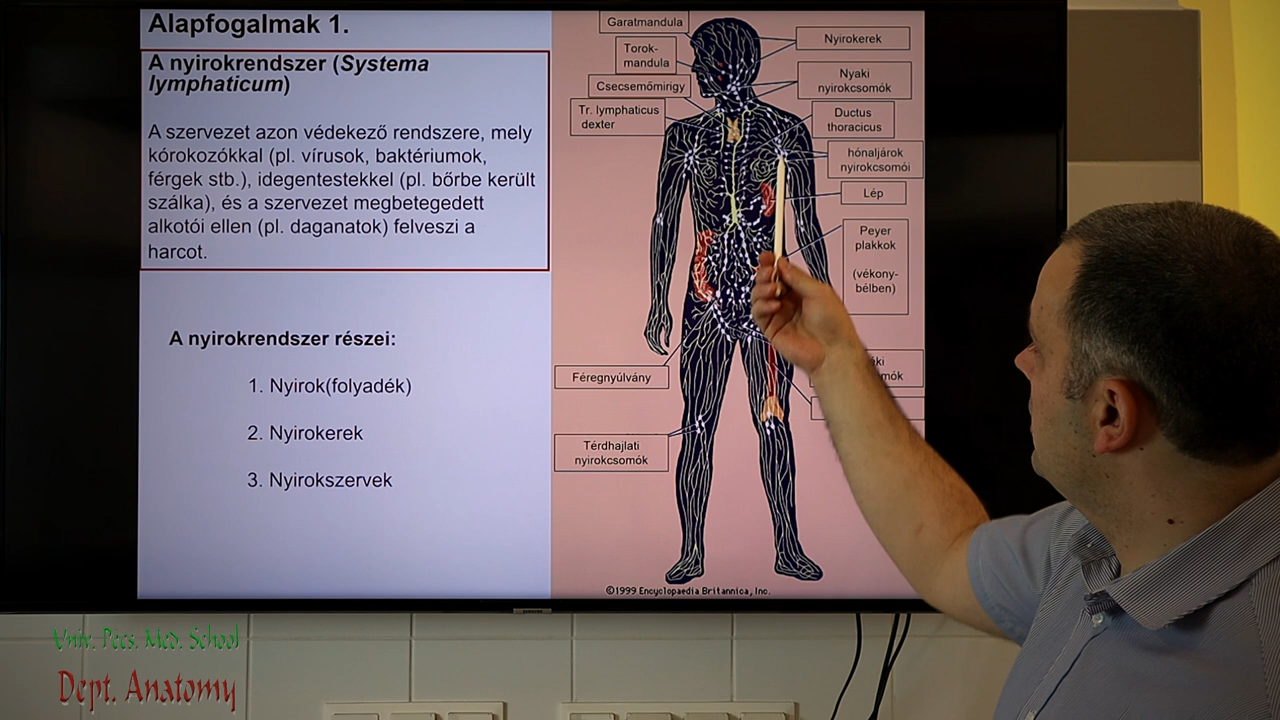 Alapfogalmak 1.
A nyirokrendszer (Systema
lymphaticum)
A szervezet azon védekező rendszere, mely
kórokozókkal (pl. vírusok, baktériumok,
férgek stb.), idegentestekkel (pl. bőrbe került
szálka), és a szervezet megbetegedett
alkotói ellen (pl. daganatok) felveszi a
harcot.
A nyirokrendszer részei:
1. Nyirok(folyadék)
2. Nyirokerek
3. Nyirokszervek
Garatmandula
Torok-
mandula
Csecsemőmirigy
Tr. lymphaticus
dexter
Féregnyúlvány
Térdhajlati
nyirokcsomók
Nyirokerek
Nyaki
nyirokcsomók
Ductus
thoracicus
hónaljárok
nyirokcsomói
Lép
Peyer
plakkok
(vékony-
bélben)
©1999 Encyclopaedia Britannica, Inc.
Univ. Pecs. Med. School
Dept. Anatomy